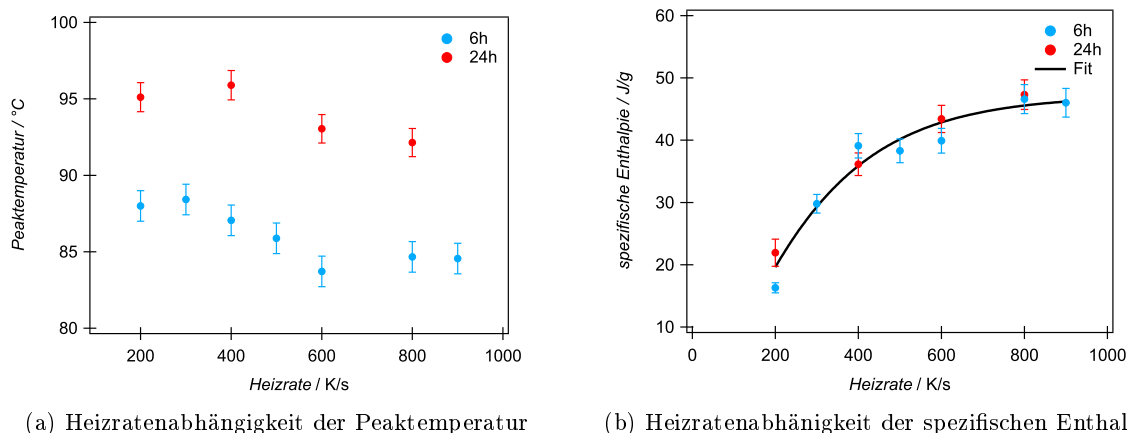 100
95
90
85
80
Peaktemperatur / °C
6h
24h
200 400 600 800 1000
Heizrate / K/s
(a) Heizratenabhängigkeit der Peaktemperatur
60
50
40
30
20
10
spezifische Enthalpie / J/g
6h
24h
Fit
0 200 400 600 800 1000
Heizrate / K/s
(b) Heizratenabhänigkeit der spezifischen Enthal